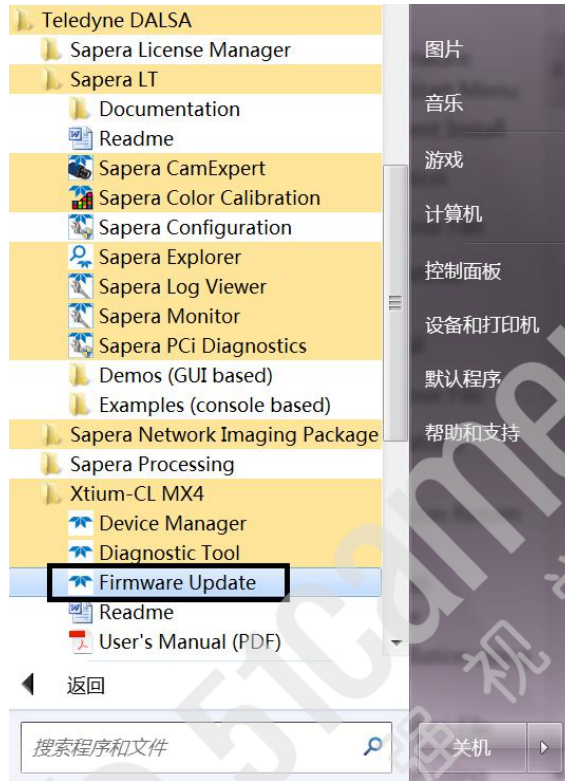 Teledyne DALSA
Sapera License Manager
Sapera LT
Documentation
Readme
Sapera CamExpert
Sapera Color Calibration
Sapera Configuration
Sapera Explorer
Sapera Log Viewer
Sapera Monitor
Sapera PCi Diagnostics
Demos (GUI based)
Examples (console based)
Sapera Network Imaging Package
Sapera Processing
Xtium-CL MX4
Device Manager
Diagnostic Tool
Firmware Update
Readme
User's Manual (PDF)
返回
搜索程序和文件
图片
音乐
游戏
计算机
控制面板
设备和打印机
默认程序
帮助和支持
关机